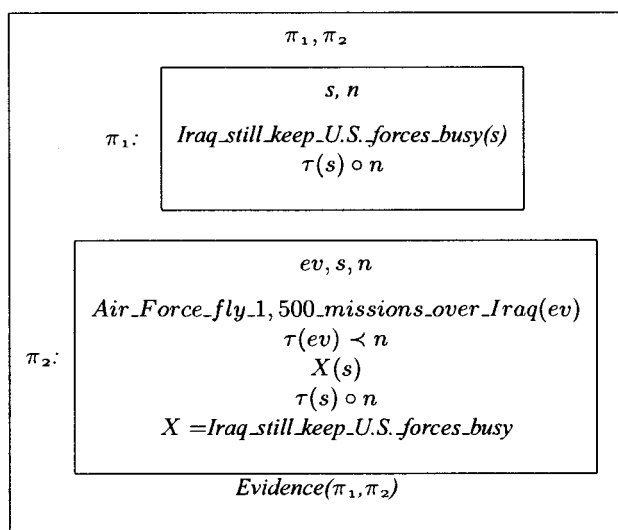 π₁, π₂
s, n
π₁: Iraq_still_keep_U.S._forces_busy(s)
τ(s) ∘ n
ev, s, n
Air_Force_fly_1,500_missions_over_Iraq(ev)
τ(ev) ≺ n
π₂: X(s)
τ(s) ∘ n
X =Iraq_still_keep_U.S._forces_busy
Evidence(π₁,π₂)